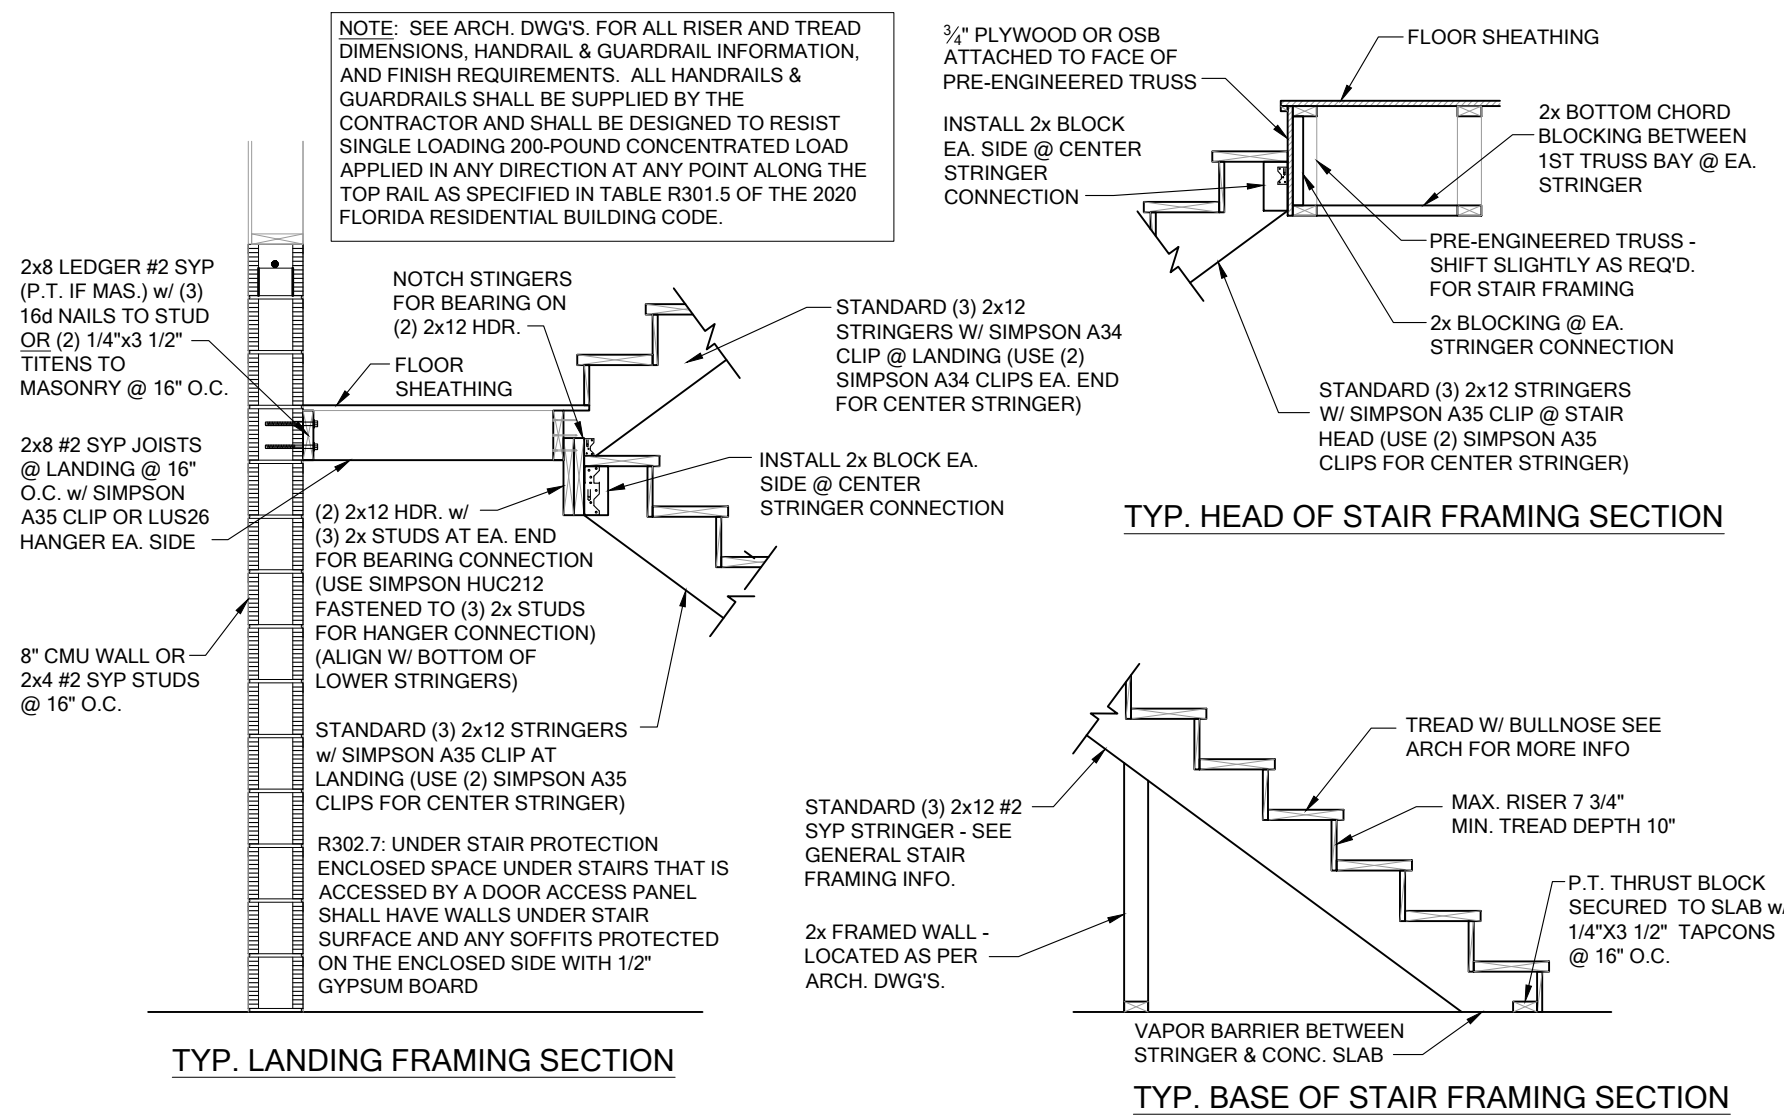 NOTE: SEE ARCH. DWG'S. FOR ALL RISER AND TREAD
DIMENSIONS, HANDRAIL & GUARDRAIL INFORMATION,
AND FINISH REQUIREMENTS. ALL HANDRAILS &
GUARDRAILS SHALL BE SUPPLIED BY THE
CONTRACTOR AND SHALL BE DESIGNED TO RESIST
SINGLE LOADING 200-POUND CONCENTRATED LOAD
APPLIED IN ANY DIRECTION AT ANY POINT ALONG THE
TOP RAIL AS SPECIFIED IN TABLE R301.5 OF THE 2020
FLORIDA RESIDENTIAL BUILDING CODE.
2x8 LEDGER #2 SYP
(P.T. IF MAS.) w/ (3)
16d NAILS TO STUD
OR (2) 1/4"x3 1/2"
TITENS TO
MASONRY @ 16" O.C.
2x8 #2 SYP JOISTS
@ LANDING @ 16"
O.C. w/ SIMPSON
A35 CLIP OR LUS26
HANGER EA. SIDE
8" CMU WALL OR
2x4 #2 SYP STUDS
@ 16" O.C.
NOTCH STINGERS
FOR BEARING ON
(2) 2x12 HDR.
FLOOR
SHEATHING
STANDARD (3) 2x12
STRINGERS W/ SIMPSON A34
CLIP @ LANDING (USE (2)
SIMPSON A34 CLIPS EA. END
FOR CENTER STRINGER)
INSTALL 2x BLOCK EA.
SIDE @ CENTER
STRINGER CONNECTION
(2) 2x12 HDR. w/
(3) 2x STUDS AT EA. END
FOR BEARING CONNECTION
(USE SIMPSON HUC212
FASTENED TO (3) 2x STUDS
FOR HANGER CONNECTION)
(ALIGN W/ BOTTOM OF
LOWER STRINGERS)
STANDARD (3) 2x12 STRINGERS
w/ SIMPSON A35 CLIP AT
LANDING (USE (2) SIMPSON A35
CLIPS FOR CENTER STRINGER)
R302.7: UNDER STAIR PROTECTION
ENCLOSED SPACE UNDER STAIRS THAT IS
ACCESSED BY A DOOR ACCESS PANEL
SHALL HAVE WALLS UNDER STAIR
SURFACE AND ANY SOFFITS PROTECTED
ON THE ENCLOSED SIDE WITH 1/2"
GYPSUM BOARD
TYP. LANDING FRAMING SECTION
3/4" PLYWOOD OR OSB
ATTACHED TO FACE OF
PRE-ENGINEERED TRUSS
INSTALL 2x BLOCK
EA. SIDE @ CENTER
STRINGER
CONNECTION
FLOOR SHEATHING
2x BOTTOM CHORD
BLOCKING BETWEEN
1ST TRUSS BAY @ EA.
STRINGER
PRE-ENGINEERED TRUSS -
SHIFT SLIGHTLY AS REQ'D.
FOR STAIR FRAMING
2x BLOCKING @ EA.
STRINGER CONNECTION
STANDARD (3) 2x12 STRINGERS
W/ SIMPSON A35 CLIP @ STAIR
HEAD (USE (2) SIMPSON A35
CLIPS FOR CENTER STRINGER)
TYP. HEAD OF STAIR FRAMING SECTION
TREAD W/ BULLNOSE SEE
ARCH FOR MORE INFO
MAX. RISER 7 3/4"
MIN. TREAD DEPTH 10"
STANDARD (3) 2x12 #2
SYP STRINGER - SEE
GENERAL STAIR
FRAMING INFO.
2x FRAMED WALL -
LOCATED AS PER
ARCH. DWG'S.
P.T. THRUST BLOCK
SECURED TO SLAB w/
1/4"X3 1/2" TAPCONS
@ 16" O.C.
VAPOR BARRIER BETWEEN
STRINGER & CONC. SLAB
TYP. BASE OF STAIR FRAMING SECTION